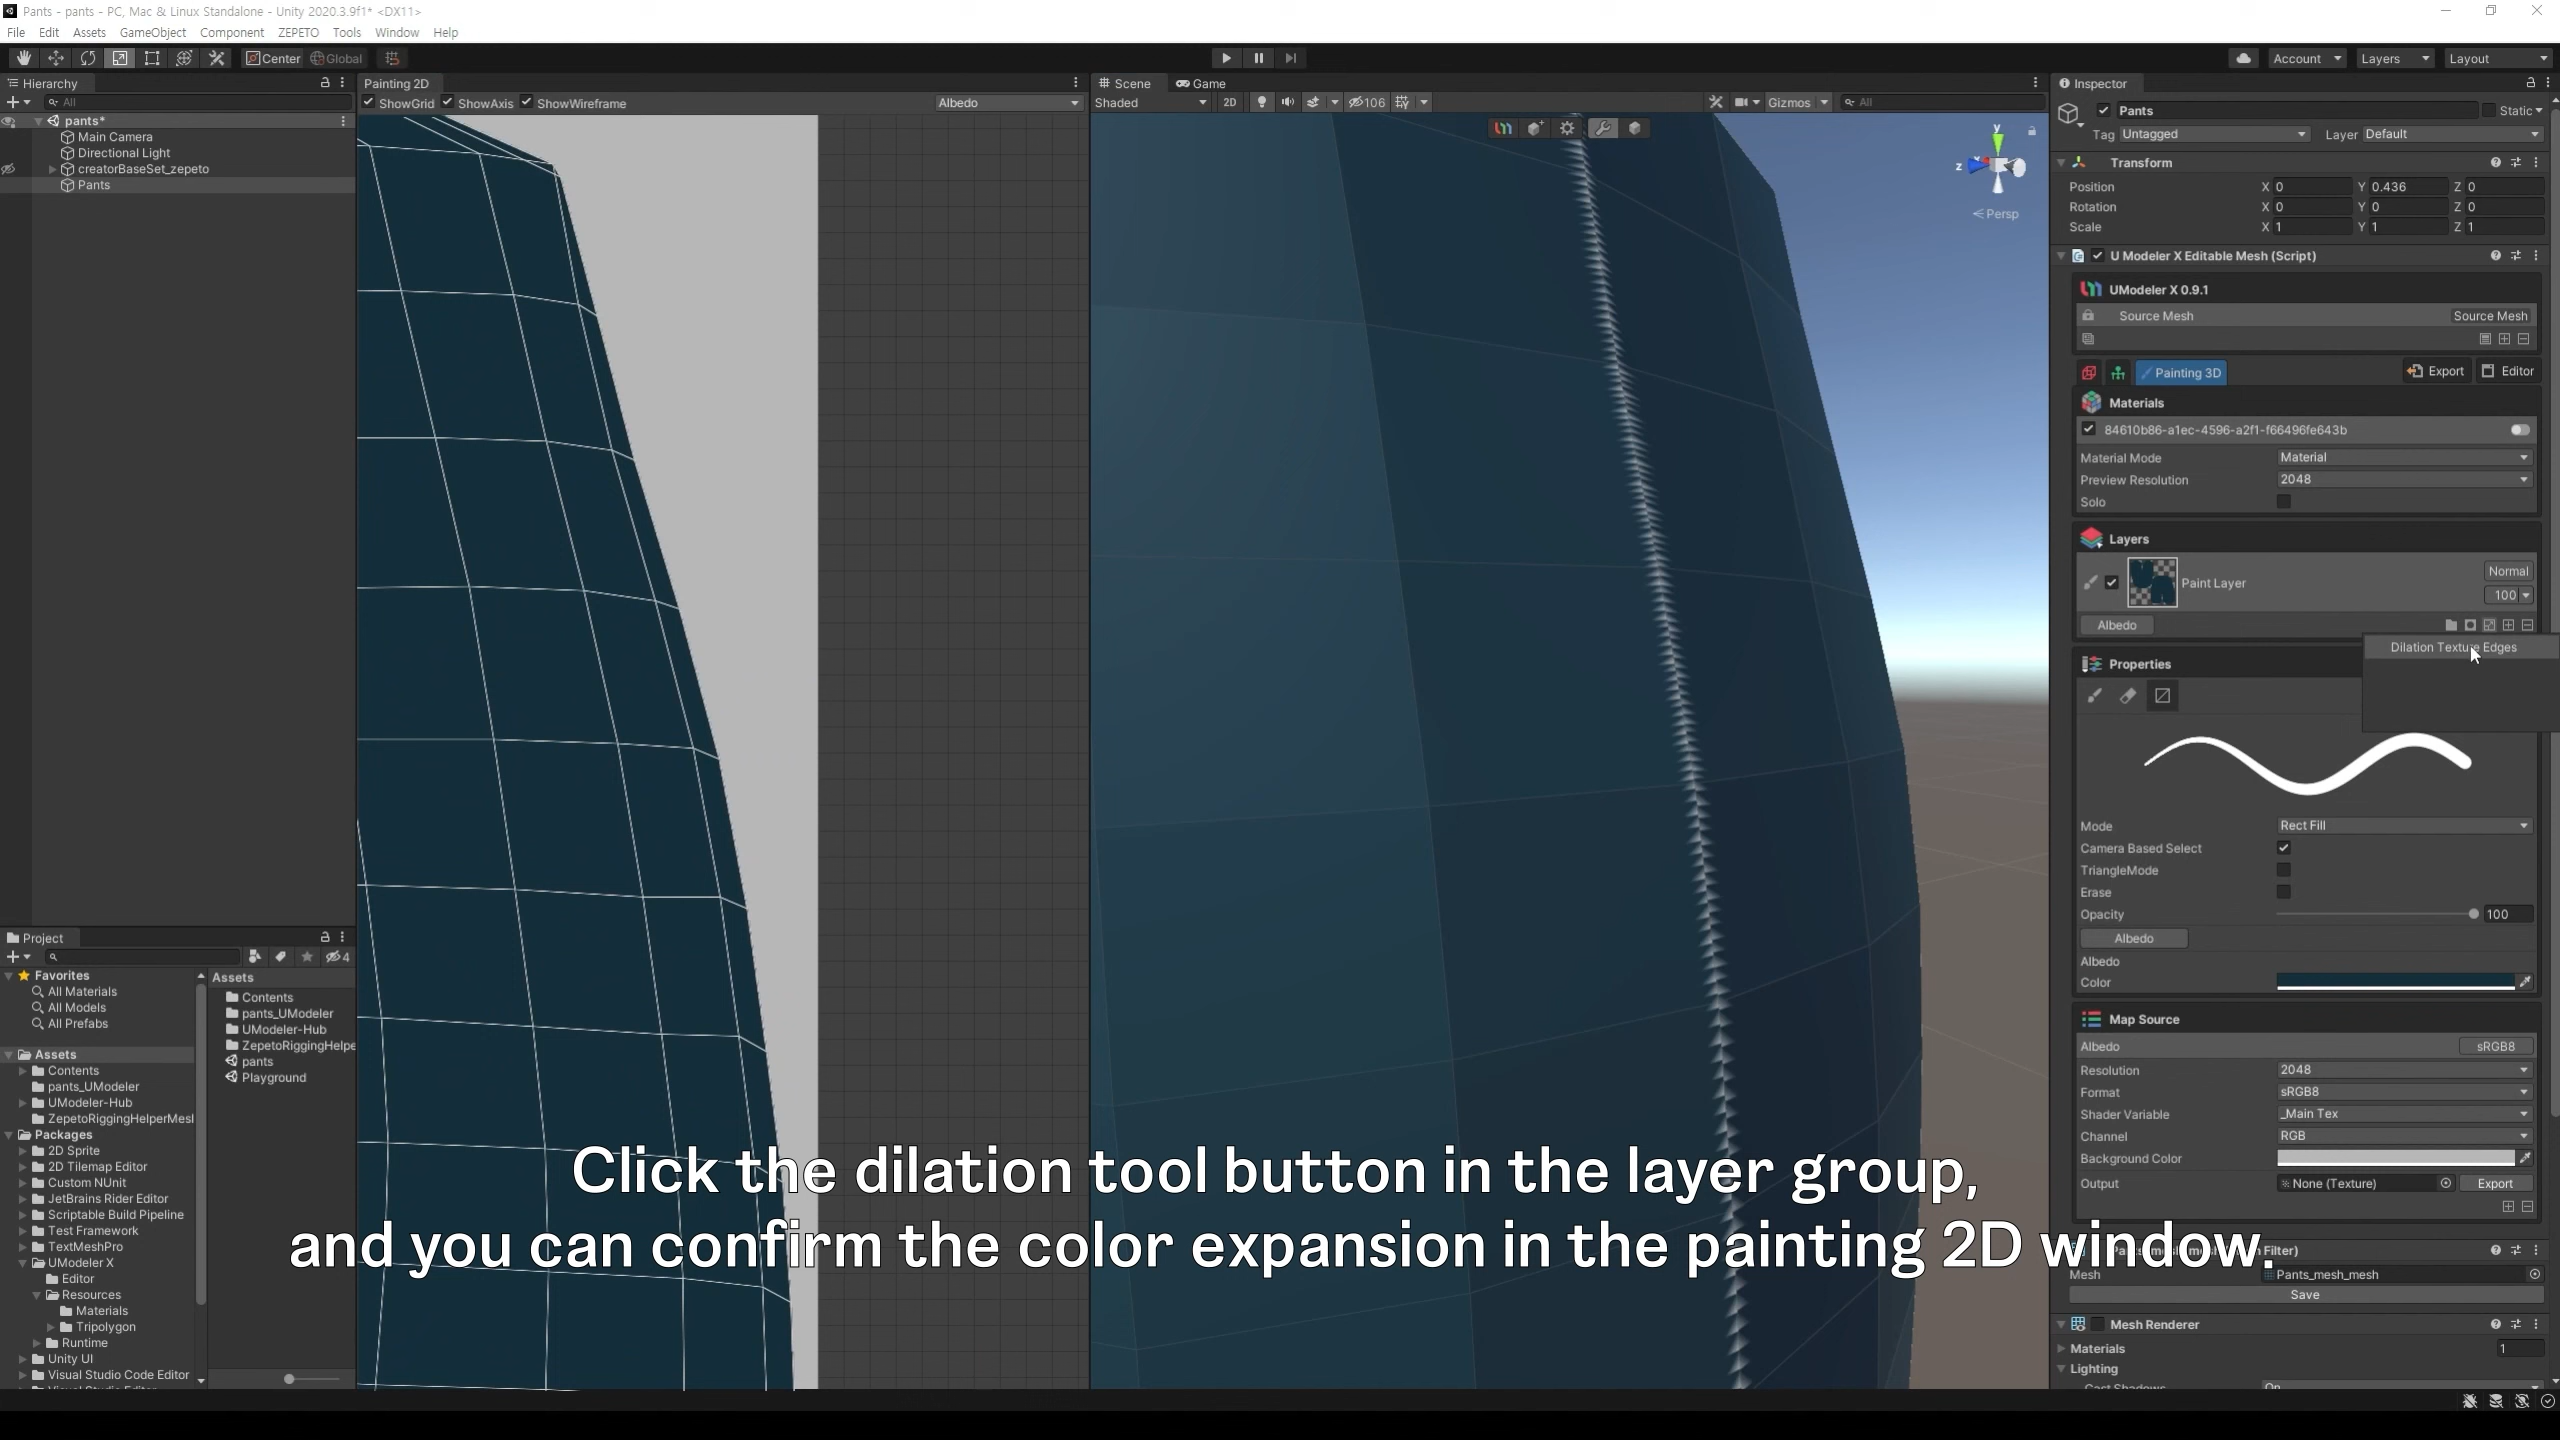 Pants - pants - PC, Mac & Linux Standalone - Unity 2020.3.9f1* <DX11>
File Edit Assets GameObject Component ZEPETO Tools Window Help
Center Global
Account Layers Layout
Hierarchy
All
pants*
Main Camera
Directional Light
creatorBaseSet_zepeto
Pants
Painting 2D
ShowGrid ShowAxis ShowWireframe Albedo
Scene Game
Shaded 2D 106 Gizmos All
y
z
Persp
Inspector
Pants Static
Tag Untagged Layer Default
Transform
Position X 0 Y 0.436 Z 0
Rotation X 0 Y 0 Z 0
Scale X 1 Y 1 Z 1
U Modeler X Editable Mesh (Script)
UModeler X 0.9.1
Source Mesh Source Mesh
Painting 3D Export Editor
Materials
84610b86-a1ec-4596-a2f1-f66496fe643b
Material Mode Material
Preview Resolution 2048
Solo
Layers
Paint Layer Normal
100
Albedo
Dilation Texture Edges
Properties
Mode Rect Fill
Camera Based Select
TriangleMode
Erase
Opacity 100
Albedo
Albedo
Color
Map Source
Albedo sRGB8
Resolution 2048
Format sRGB8
Shader Variable _Main Tex
Channel RGB
Background Color
Output None (Texture) Export
Mesh Pants_mesh_mesh
Save
Mesh Renderer
Materials 1
Lighting
Project
4
Favorites
All Materials
All Models
All Prefabs
Assets
Contents
pants_UModeler
UModeler-Hub
ZepetoRiggingHelperMesl
Packages
2D Sprite
2D Tilemap Editor
Custom NUnit
JetBrains Rider Editor
Scriptable Build Pipeline
Test Framework
TextMeshPro
UModeler X
Editor
Resources
Materials
Tripolygon
Runtime
Unity UI
Visual Studio Code Editor
Assets
Contents
pants_UModeler
UModeler-Hub
ZepetoRiggingHelpe
pants
Playground
Click the dilation tool button in the layer group,
and you can confirm the color expansion in the painting 2D window.